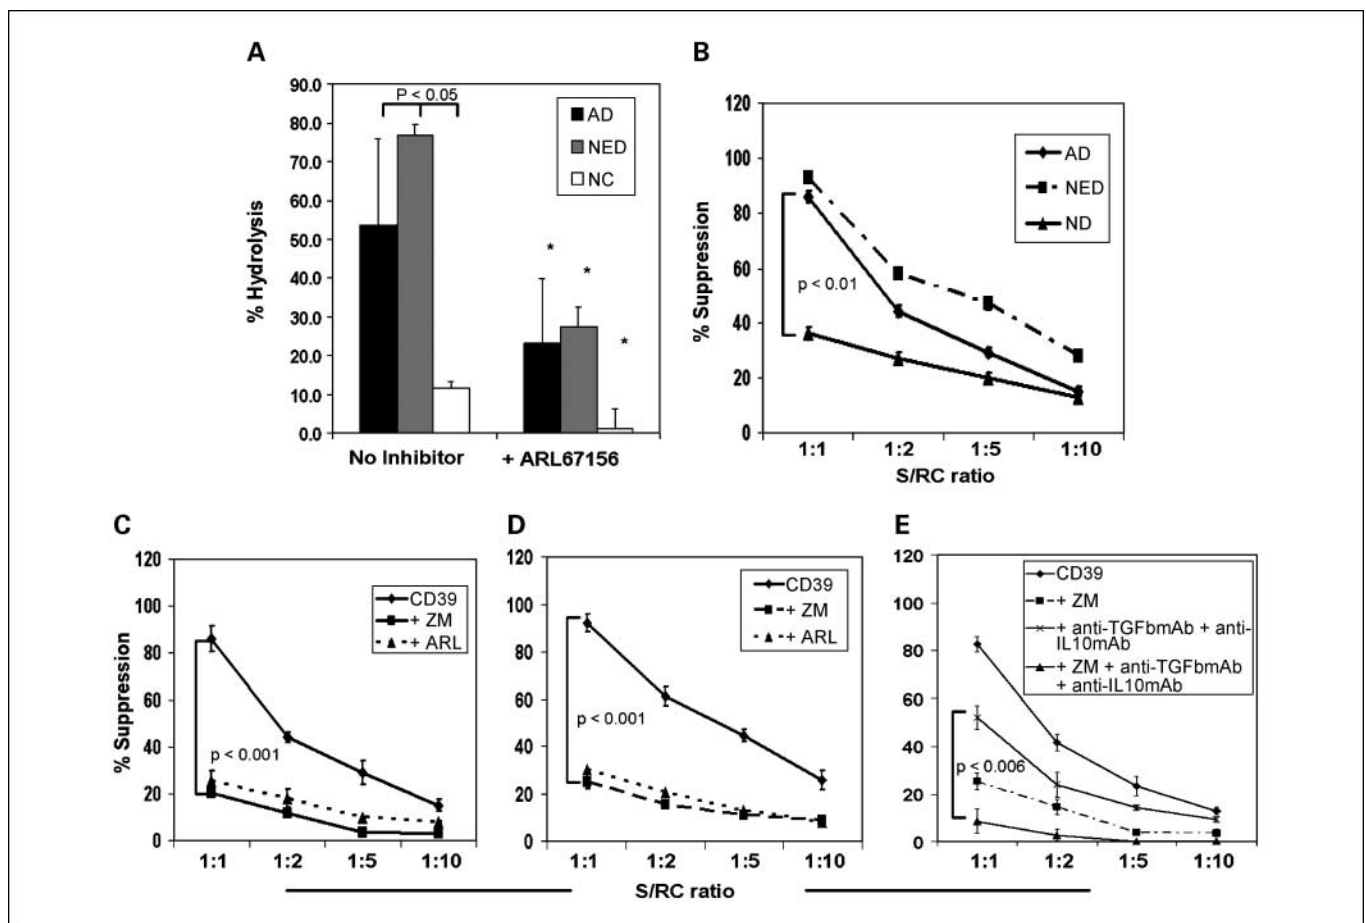 A
% Hydrolysis
90.0
80.0
70.0
60.0
50.0
40.0
30.0
20.0
10.0
0.0
P < 0.05
AD
NED
NC
*
*
*
No Inhibitor
+ ARL67156
B
% Suppression
120
100
80
60
40
20
0
AD
NED
ND
p < 0.01
1:1 1:2 1:5 1:10
S/RC ratio
C
% Suppression
120
100
80
60
40
20
0
CD39
+ ZM
+ ARL
p < 0.001
1:1 1:2 1:5 1:10
D
120
100
80
60
40
20
0
CD39
+ ZM
+ ARL
p < 0.001
1:1 1:2 1:5 1:10
E
120
100
80
60
40
20
0
CD39
+ ZM
+ anti-TGFbmAb + anti-
IL10mAb
+ ZM + anti-TGFbmAb
+ anti-IL10mAb
p < 0.006
1:1 1:2 1:5 1:10
S/RC ratio